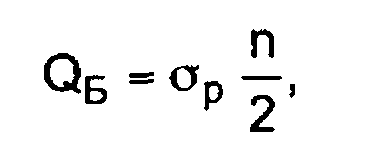 Q_Б = σ_р n/2,